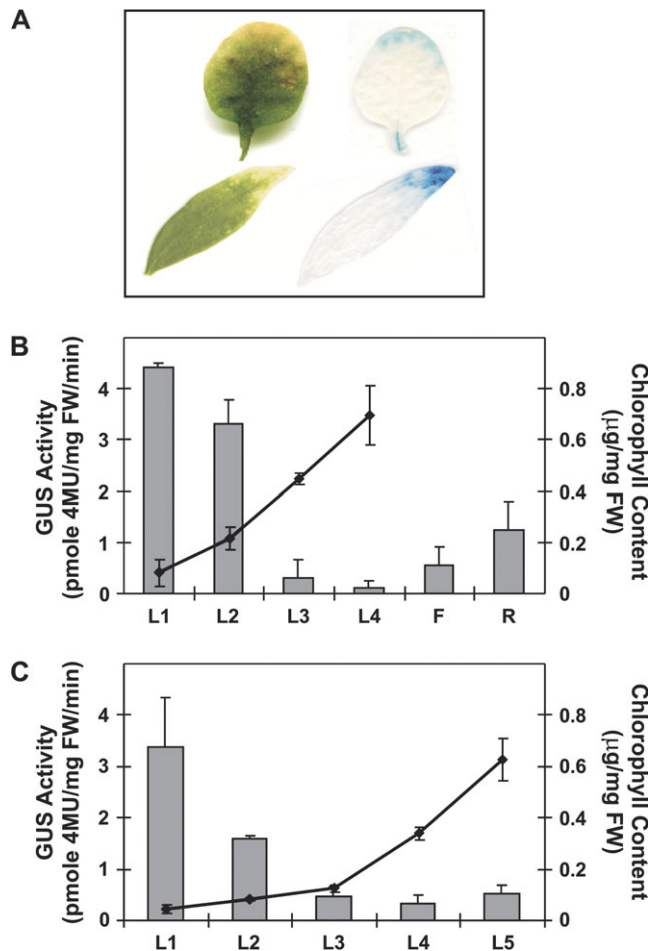 A
B
GUS Activity
(pmole 4MU/mg FW/min)
4
3
2
1
0
0.8
0.6
0.4
0.2
0
Chlorophyll Content
(µg/mg FW)
L1 L2 L3 L4 F R
C
GUS Activity
(pmole 4MU/mg FW/min)
4
3
2
1
0
0.8
0.6
0.4
0.2
0
Chlorophyll Content
(µg/mg FW)
L1 L2 L3 L4 L5